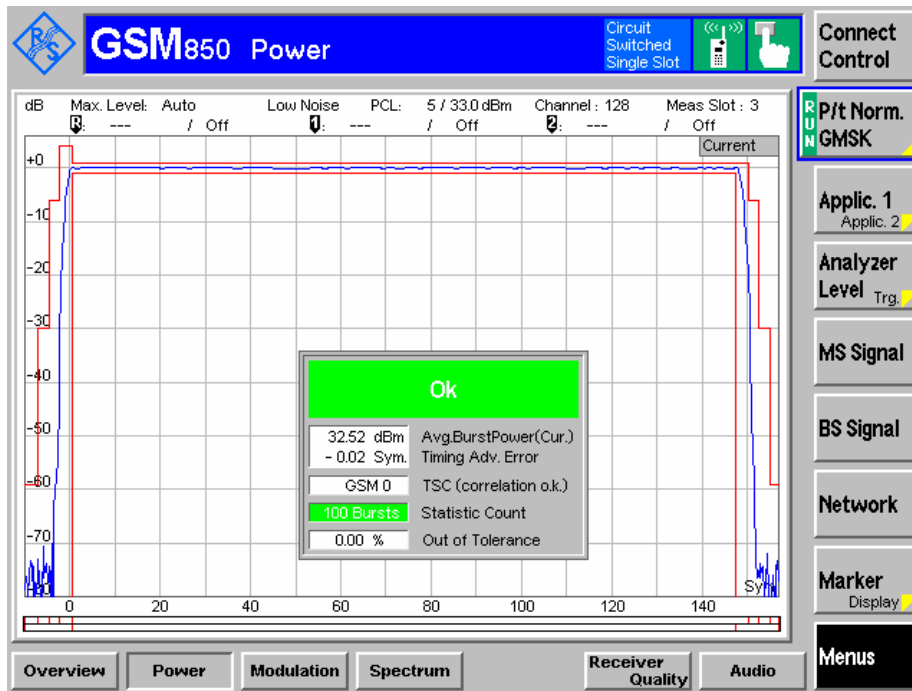 R&S
GSM850 Power
Circuit
Switched
Single Slot
Connect
Control
dB Max. Level: Auto Low Noise PCL: 5 / 33.0 dBm Channel : 128 Meas Slot : 3
R: --- / Off 1: --- / Off 2: --- / Off
Current
RUN
P/t Norm.
GMSK
Applic. 1
Applic. 2
Analyzer
Level Trg.
MS Signal
BS Signal
Network
Marker
Display
Menus
+0
-10
-20
-30
-40
-50
-60
-70
Ok
32.52 dBm Avg.BurstPower(Cur.)
- 0.02 Sym. Timing Adv. Error
GSM 0 TSC (correlation o.k.)
100 Bursts Statistic Count
0.00 % Out of Tolerance
0 20 40 60 80 100 120 140
Overview Power Modulation Spectrum Receiver Quality Audio